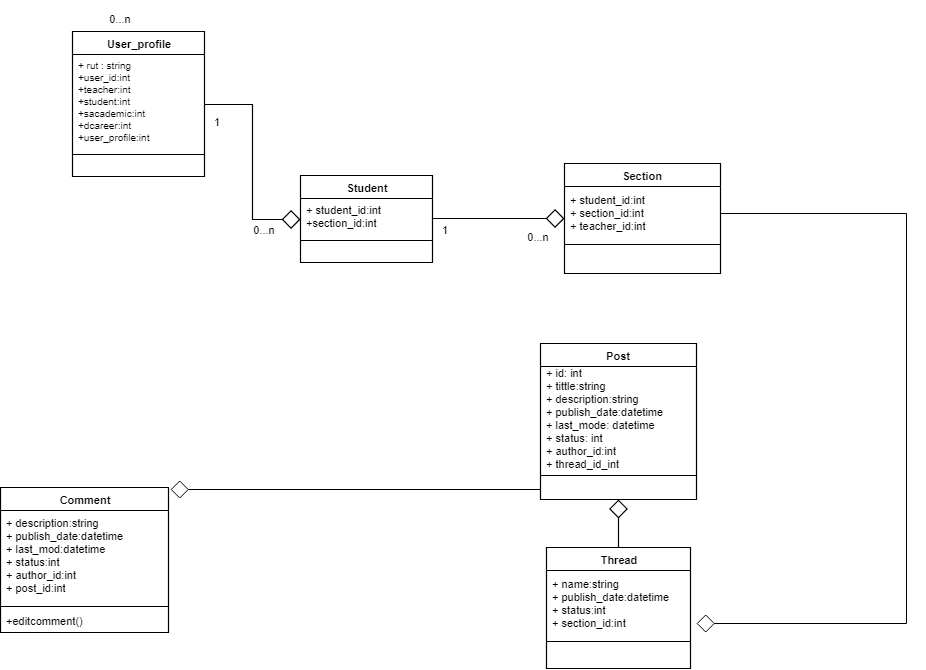 0...n
User_profile
+ rut : string
+user_id:int
+teacher:int
+student:int
+sacademic:int
+dcareer:int
+user_profile:int
1
0...n
Student
+ student_id:int
+section_id:int
1
0...n
Section
+ student_id:int
+ section_id:int
+ teacher_id:int
Post
+ id: int
+ tittle:string
+ description:string
+ publish_date:datetime
+ last_mode: datetime
+ status: int
+ author_id:int
+ thread_id_int
Comment
+ description:string
+ publish_date:datetime
+ last_mod:datetime
+ status:int
+ author_id:int
+ post_id:int
+editcomment()
Thread
+ name:string
+ publish_date:datetime
+ status:int
+ section_id:int